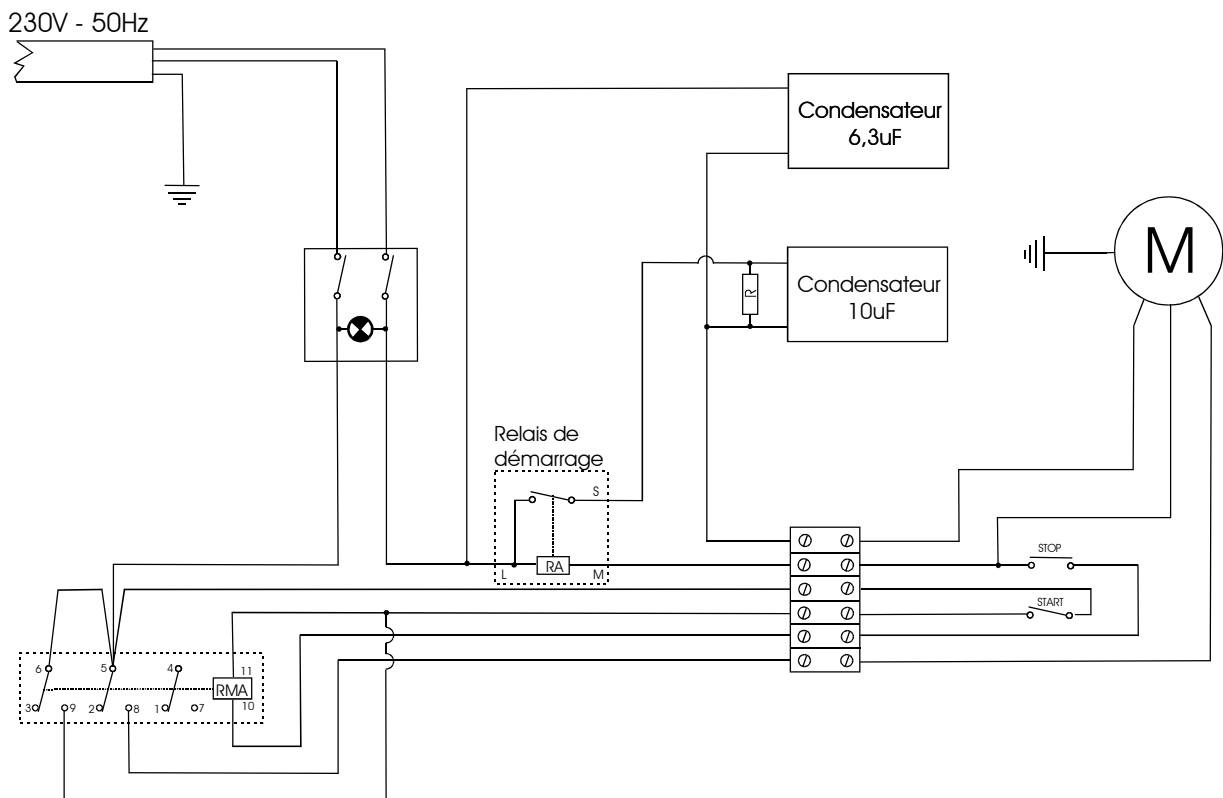 230V - 50Hz
Condensateur
6,3uF
M
R
Condensateur
10uF
Relais de
démarrage
S
L
RA
M
STOP
START
6
5
4
11
RMA
3
9
2
8
1
7
10